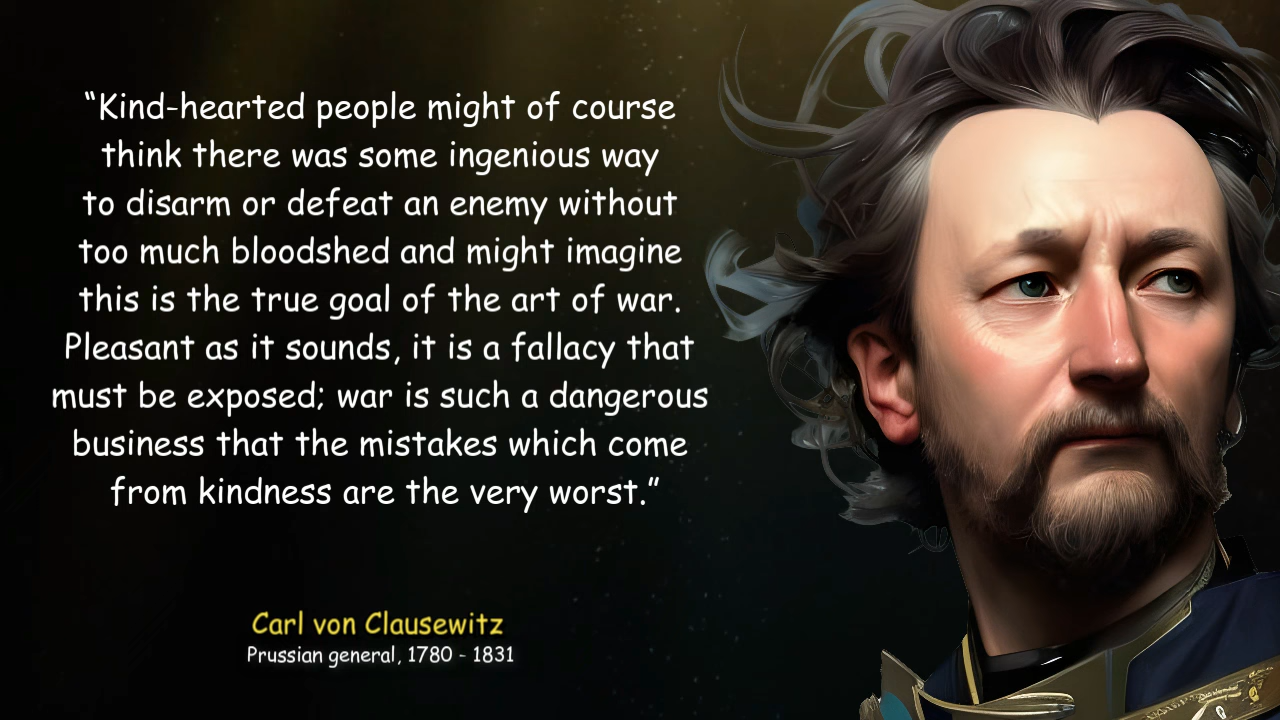 “Kind-hearted people might of course
think there was some ingenious way
to disarm or defeat an enemy without
too much bloodshed and might imagine
this is the true goal of the art of war.
Pleasant as it sounds, it is a fallacy that
must be exposed; war is such a dangerous
business that the mistakes which come
from kindness are the very worst.”
Carl von Clausewitz
Prussian general, 1780 - 1831